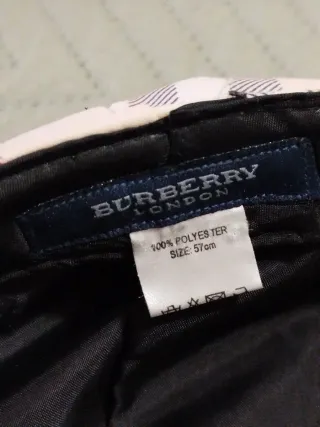 BURBERRY
LONDON
100% POLYESTER
SIZE: 57cm